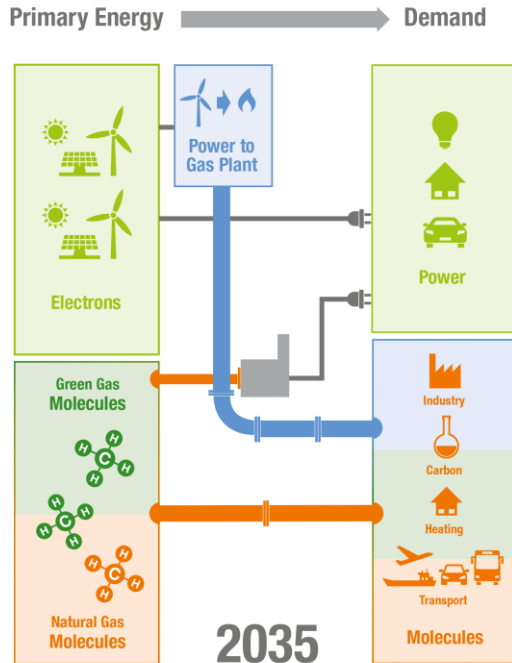 Primary Energy
Demand
Power to
Gas Plant
Electrons
Power
Green Gas
Molecules
H
H
C
H
H
H
H
C
H
H
H
H
C
H
H
Natural Gas
Molecules
Industry
Carbon
Heating
Transport
Molecules
2035